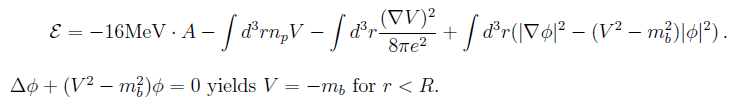 ℰ = −16MeV · A − ∫ d³r n_p V − ∫ d³r (∇V)²/(8πe²) + ∫ d³r(|∇φ|² − (V² − m_b²)|φ|²) .
Δφ + (V² − m_b²)φ = 0 yields V = −m_b for r < R.